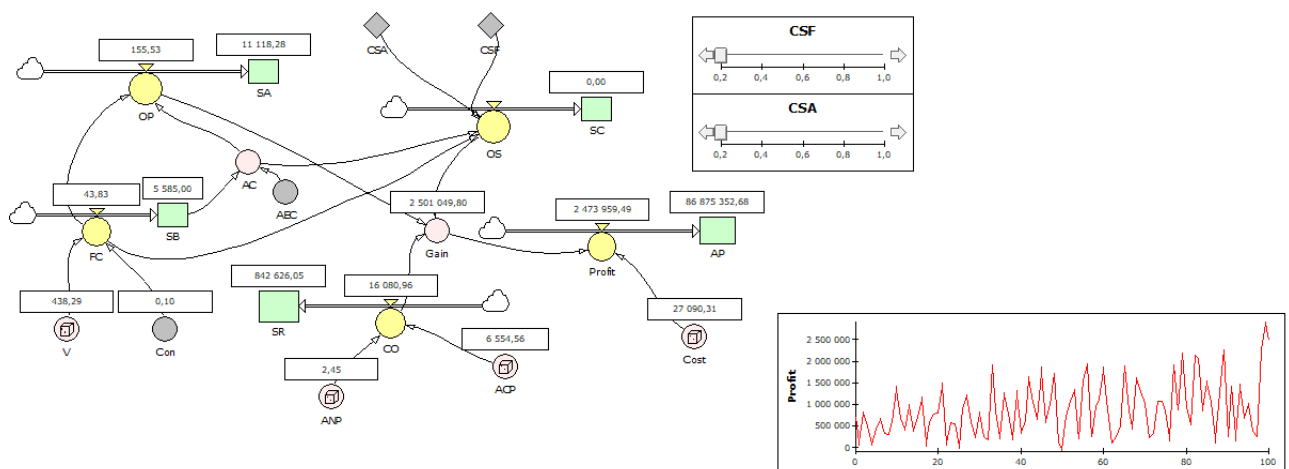 155,53
11 118,28
SA
OP
CSA
CSF
0,00
SC
OS
CSF
0,2 0,4 0,6 0,8 1,0
CSA
0,2 0,4 0,6 0,8 1,0
AC
AEC
43,83
5 585,00
SB
FC
2 501 049,80
Gain
2 473 959,49
86 875 352,68
Profit
AP
438,29
V
0,10
Con
842 626,05
SR
16 080,96
CO
2,45
ANP
6 554,56
ACP
27 090,31
Cost
Profit
2 500 000
2 000 000
1 500 000
1 000 000
500 000
0
0 20 40 60 80 100